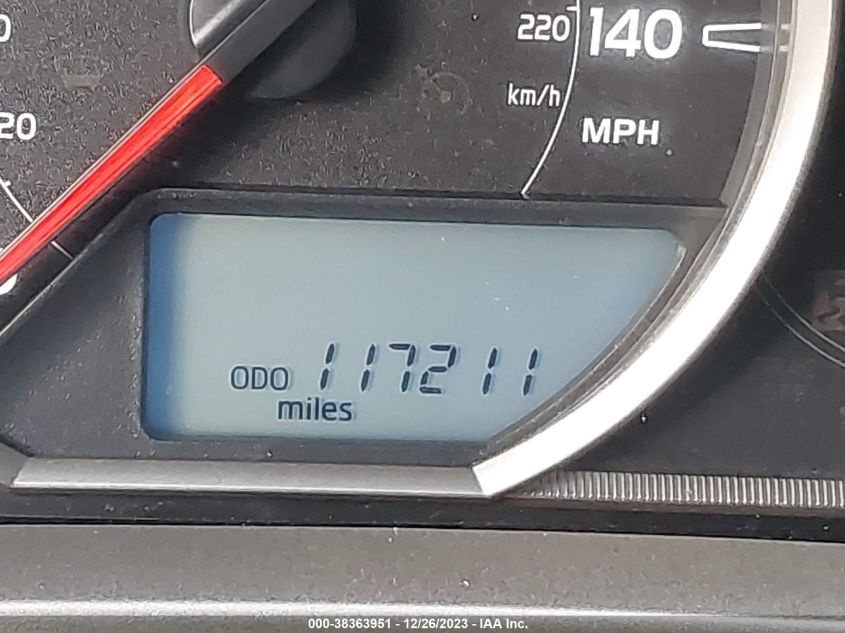 220 140
km/h
MPH
20
ODO 117211
miles
000-38363951 - 12/26/2023 - IAA Inc.